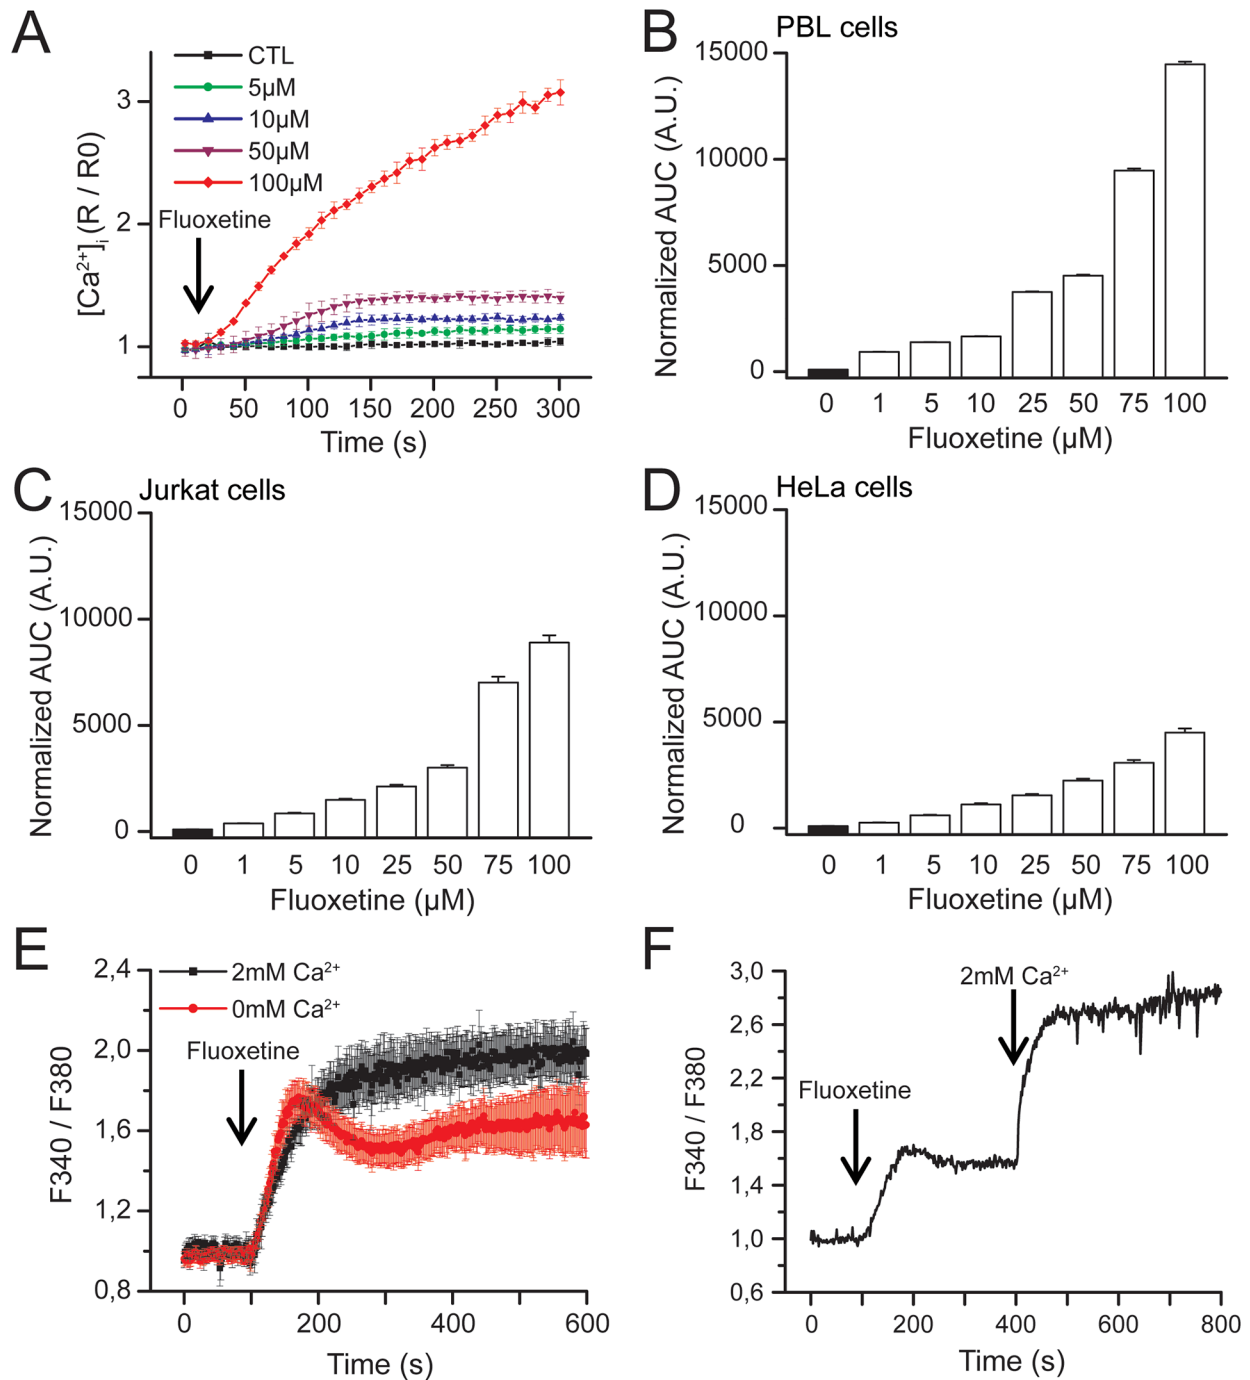 A
CTL
5µM
10µM
50µM
100µM
Fluoxetine
[Ca²⁺]ᵢ (R / R0)
3
2
1
0 50 100 150 200 250 300
Time (s)
B
PBL cells
Normalized AUC (A.U.)
15000
10000
5000
0
0 1 5 10 25 50 75 100
Fluoxetine (µM)
C
Jurkat cells
Normalized AUC (A.U.)
15000
10000
5000
0
0 1 5 10 25 50 75 100
Fluoxetine (µM)
D
HeLa cells
Normalized AUC (A.U.)
15000
10000
5000
0
0 1 5 10 25 50 75 100
Fluoxetine (µM)
E
2mM Ca²⁺
0mM Ca²⁺
Fluoxetine
F340 / F380
2,4
2,0
1,6
1,2
0,8
0 200 400 600
Time (s)
F
2mM Ca²⁺
Fluoxetine
F340 / F380
3,0
2,6
2,2
1,8
1,4
1,0
0,6
0 200 400 600 800
Time (s)